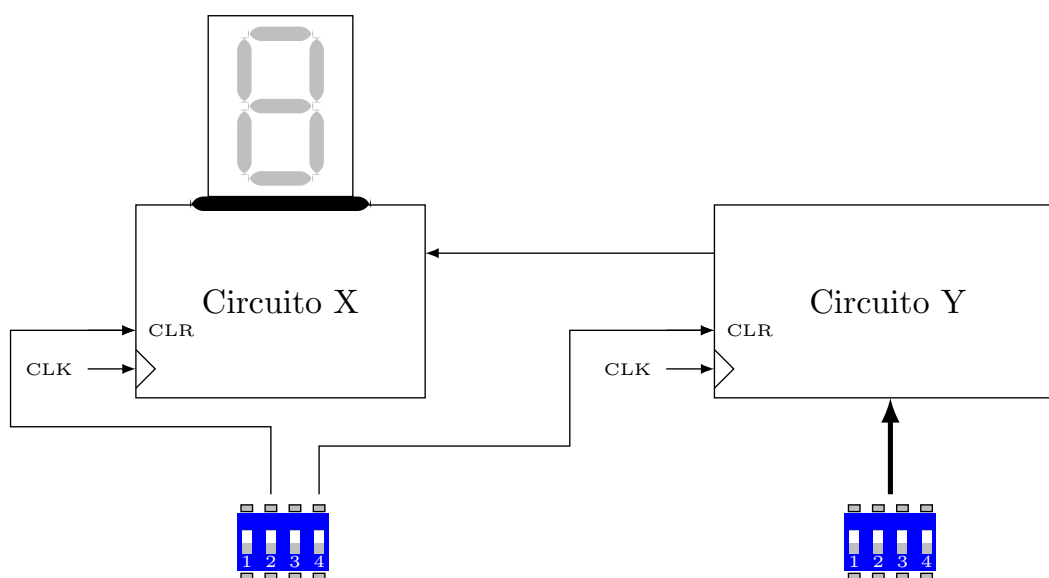 Circuito X
CLR
CLK
Circuito Y
CLR
CLK
1 2 3 4
1 2 3 4